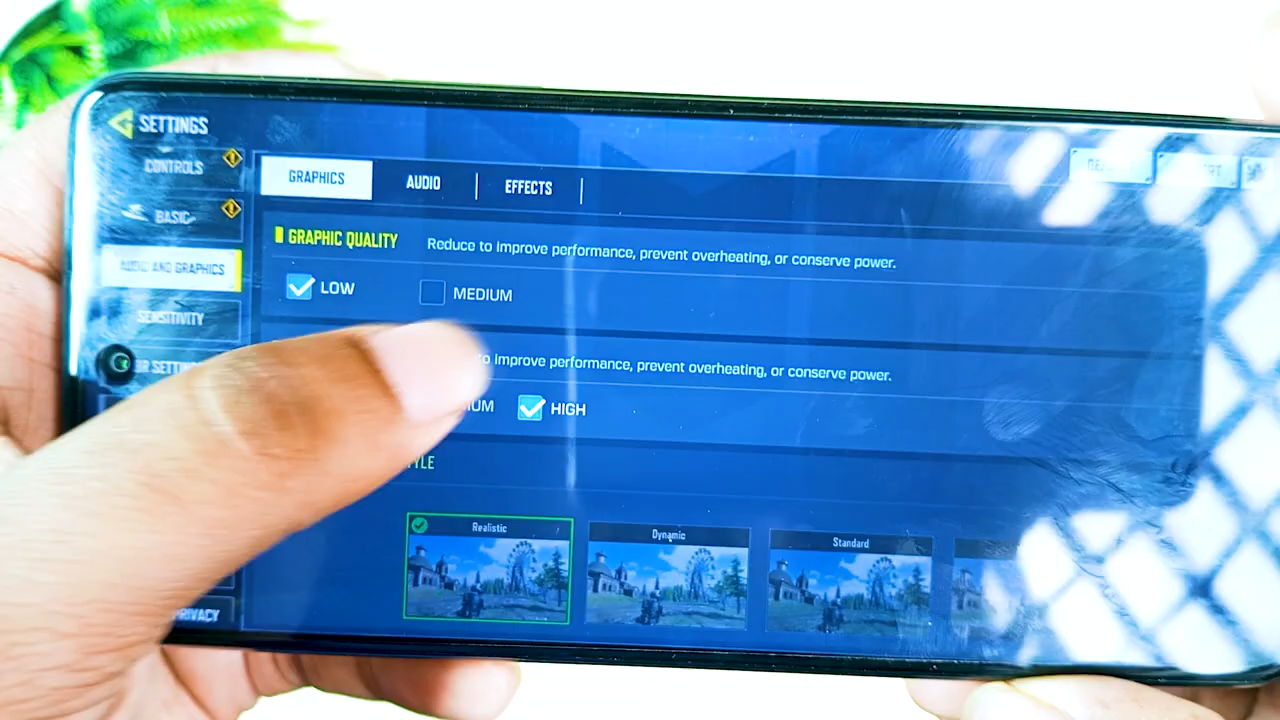 SETTINGS
CONTROLS
BASIC
AUDIO AND GRAPHICS
SENSITIVITY
GRAPHICS
AUDIO
EFFECTS
GRAPHIC QUALITY
Reduce to improve performance, prevent overheating, or conserve power.
LOW
MEDIUM
to improve performance, prevent overheating, or conserve power.
HIGH
Realistic
Dynamic
Standard
PRIVACY